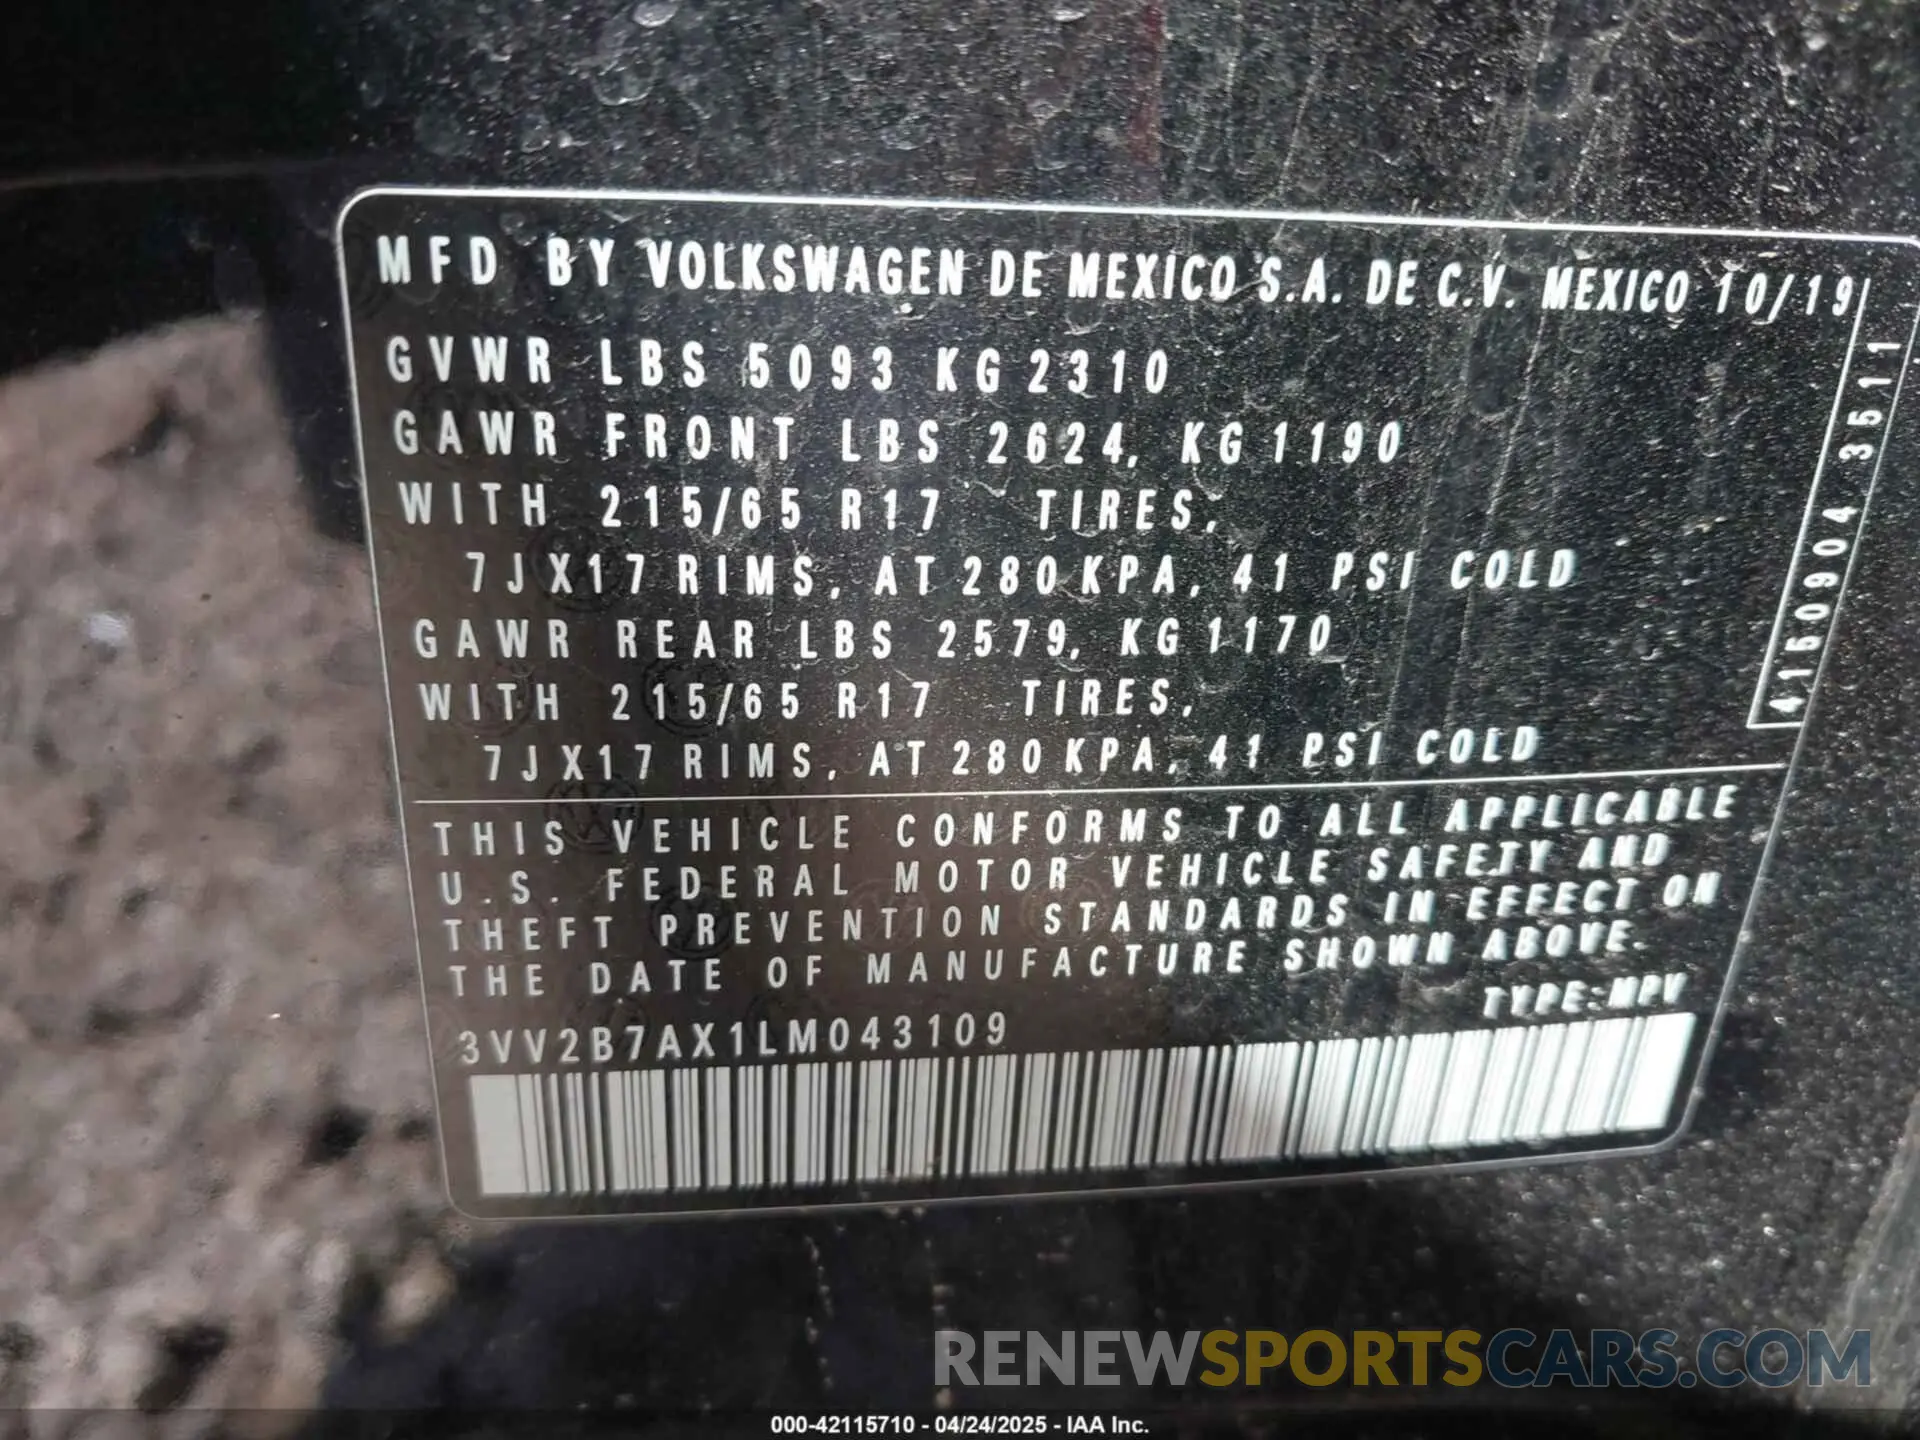 MFD BY VOLKSWAGEN DE MEXICO S.A. DE C.V. MEXICO 10/19
GVWR LBS 5093 KG 2310
GAWR FRONT LBS 2624, KG 1190
WITH 215/65 R17 TIRES,
7JX17 RIMS, AT 280 KPA, 41 PSI COLD
GAWR REAR LBS 2579, KG 1170
WITH 215/65 R17 TIRES,
7JX17 RIMS, AT 280 KPA, 41 PSI COLD
4150904 3511
THIS VEHICLE CONFORMS TO ALL APPLICABLE
U.S. FEDERAL MOTOR VEHICLE SAFETY AND
THEFT PREVENTION STANDARDS IN EFFECT ON
THE DATE OF MANUFACTURE SHOWN ABOVE.
TYPE:MPV
3VV2B7AX1LM043109
RENEWSPORTSCARS.COM
000-42115710 - 04/24/2025 - IAA Inc.